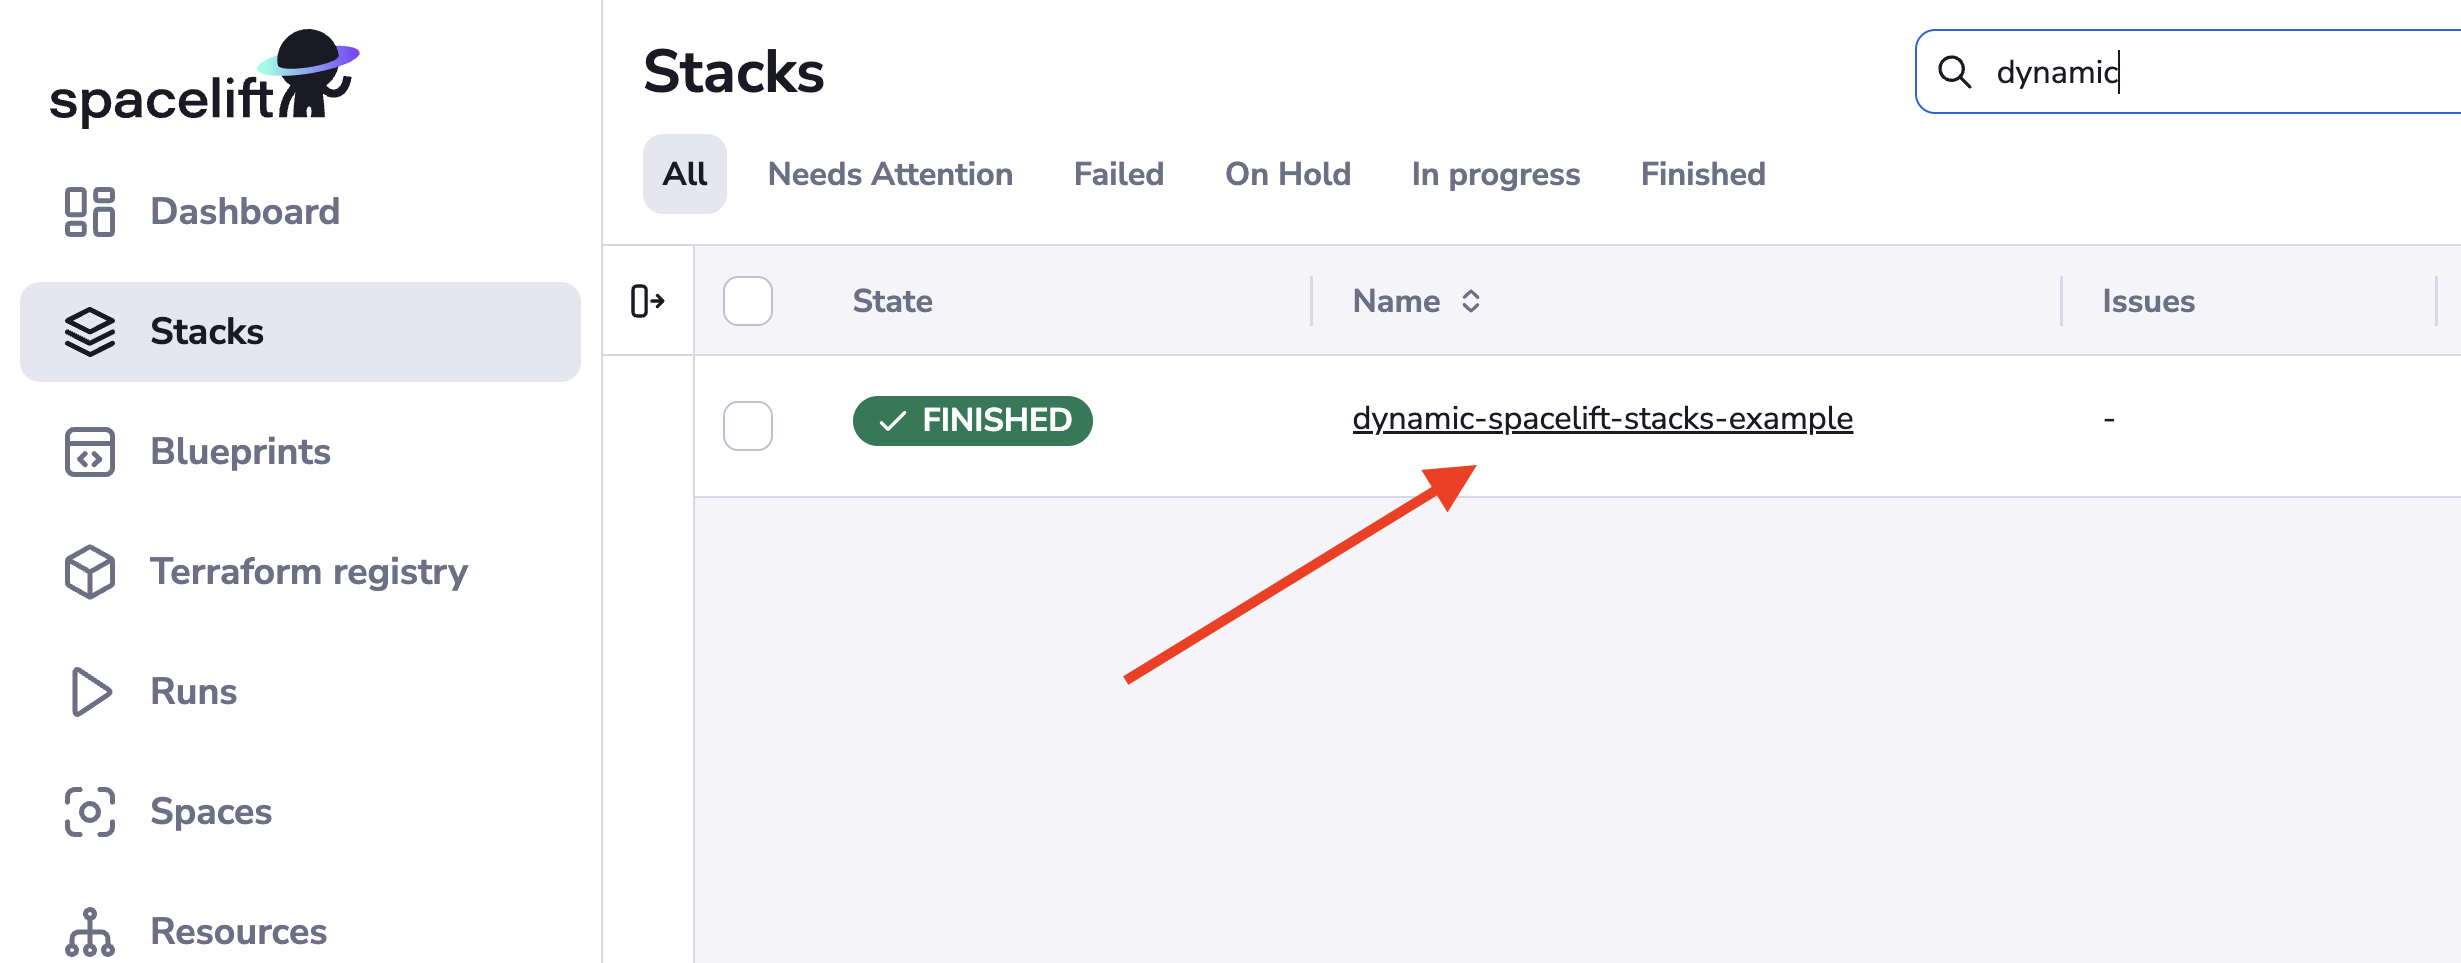 spacelift
Dashboard
Stacks
Blueprints
Terraform registry
Runs
Spaces
Resources
Stacks
dynamic
All Needs Attention Failed On Hold In progress Finished
State Name Issues
FINISHED dynamic-spacelift-stacks-example -